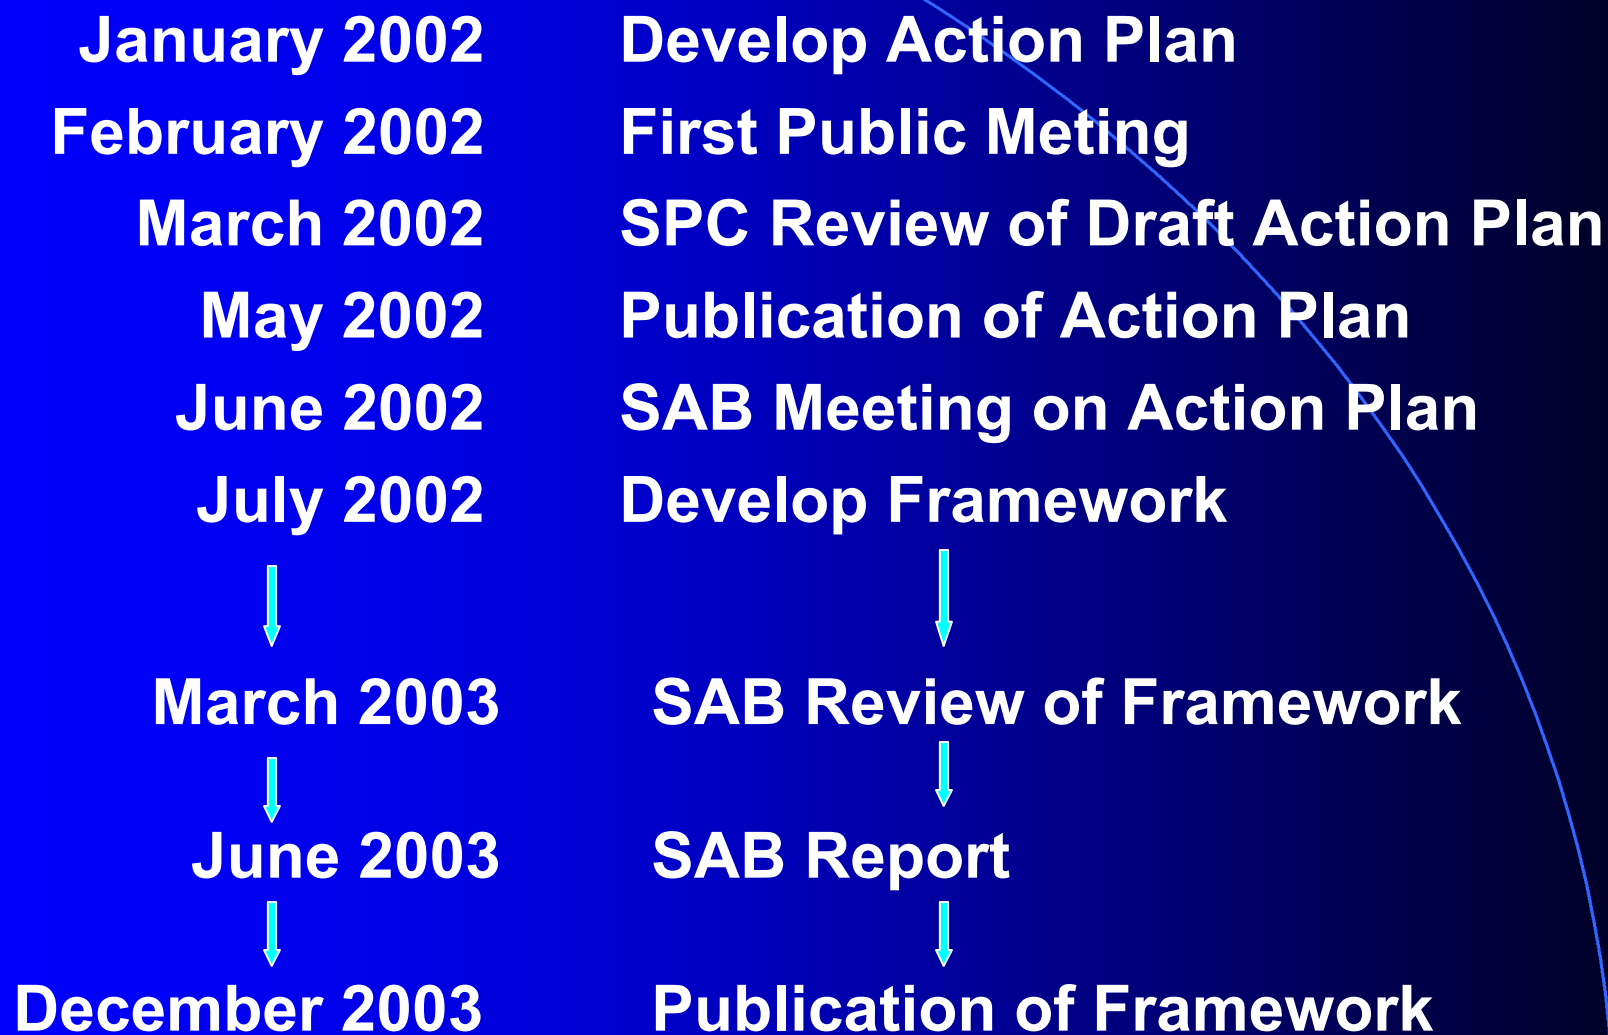 January 2002 Develop Action Plan
February 2002 First Public Meting
March 2002 SPC Review of Draft Action Plan
May 2002 Publication of Action Plan
June 2002 SAB Meeting on Action Plan
July 2002 Develop Framework
March 2003 SAB Review of Framework
June 2003 SAB Report
December 2003 Publication of Framework